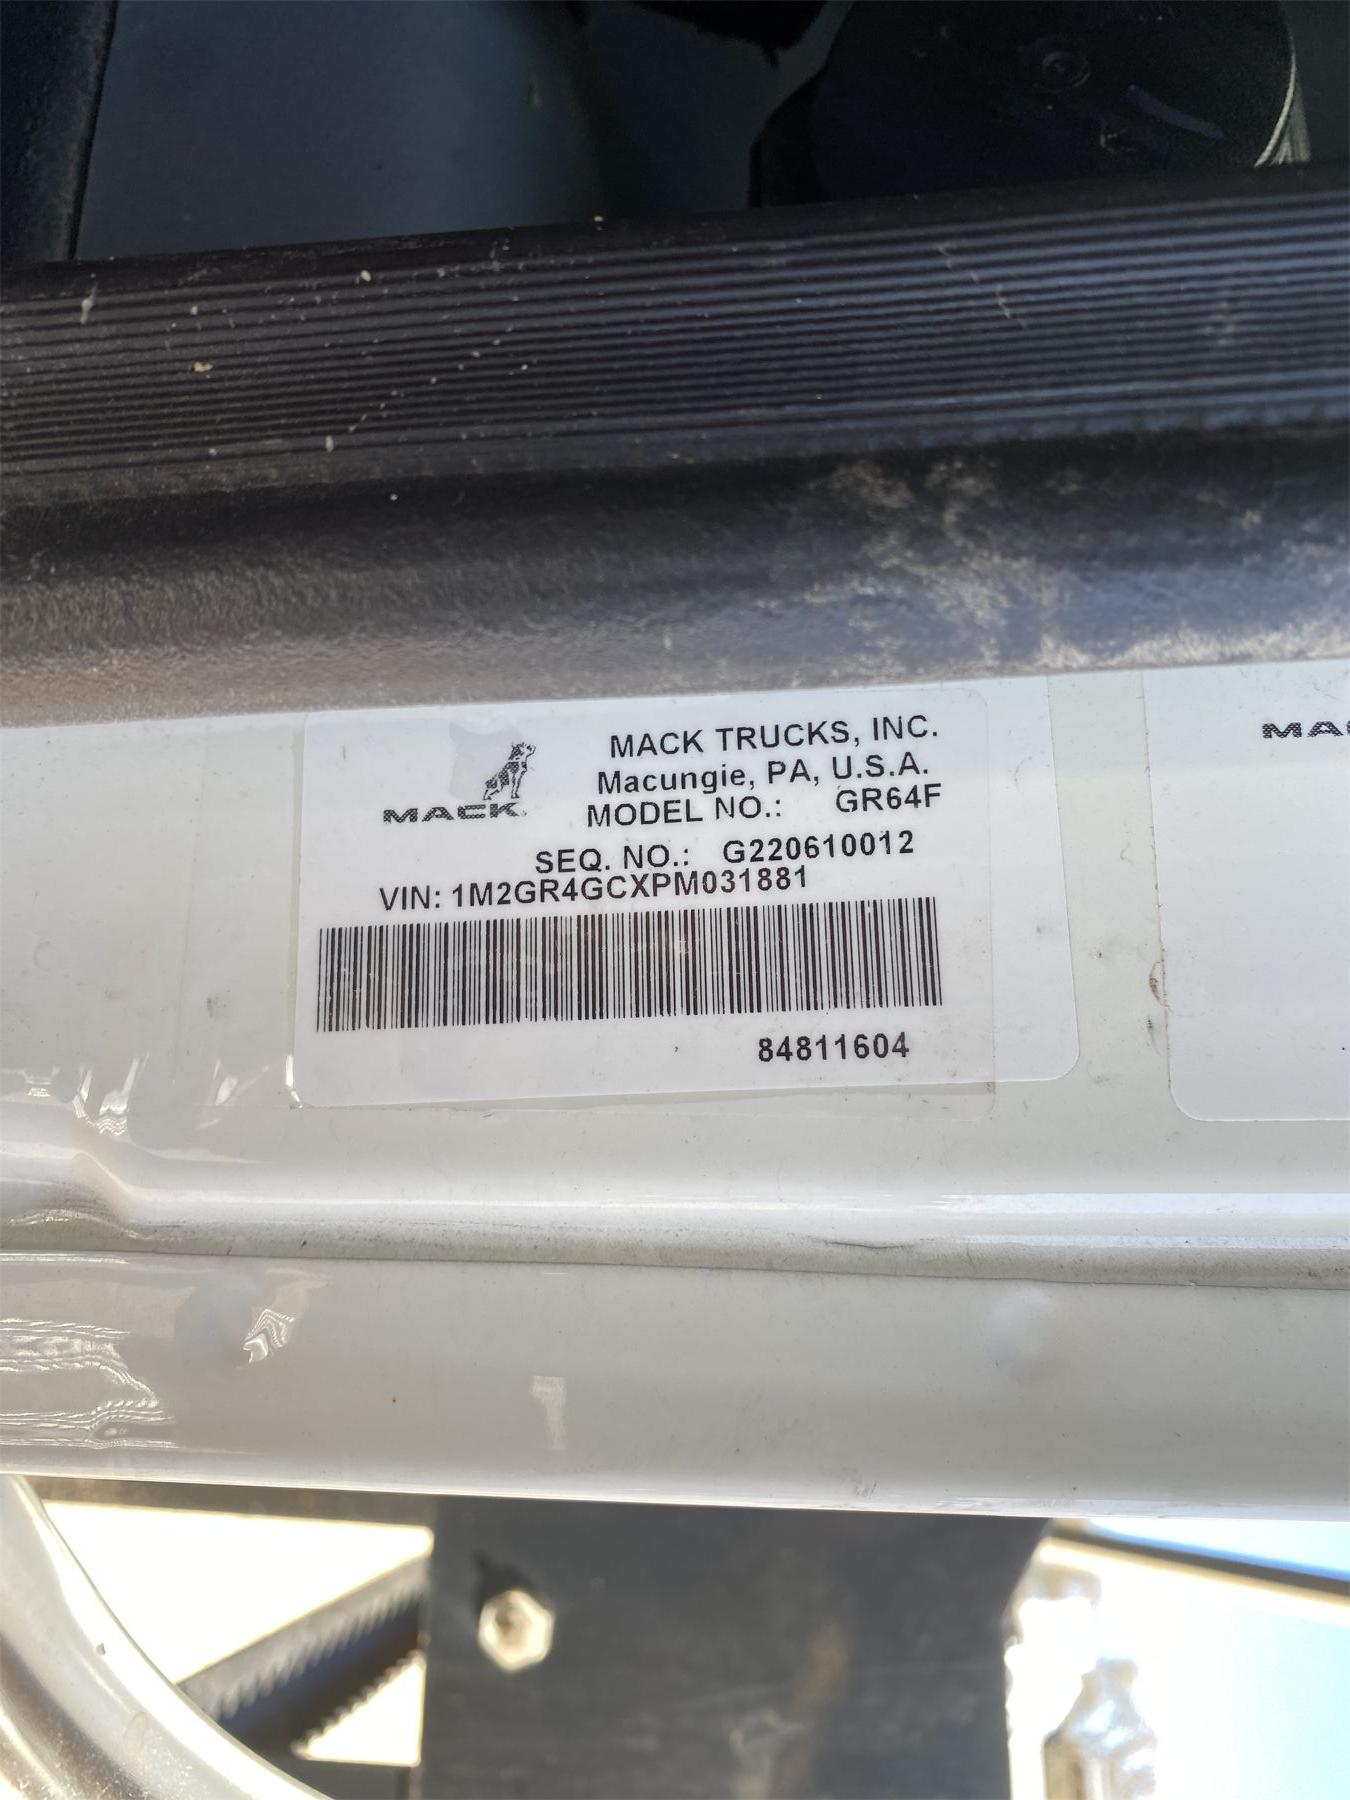 MACK TRUCKS, INC.
Macungie, PA, U.S.A.
MACK
MODEL NO.: GR64F
SEQ. NO.: G220610012
VIN: 1M2GR4GCXPM031881
84811604